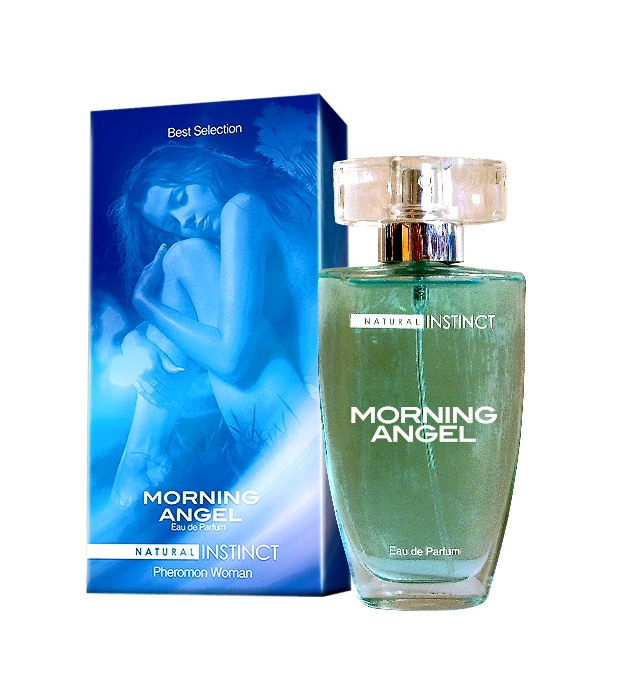 Best Selection
MORNING
ANGEL
Eau de Parfum
NATURAL INSTINCT
Pheromon Woman
NATURAL INSTINCT
MORNING
ANGEL
Eau de Parfum